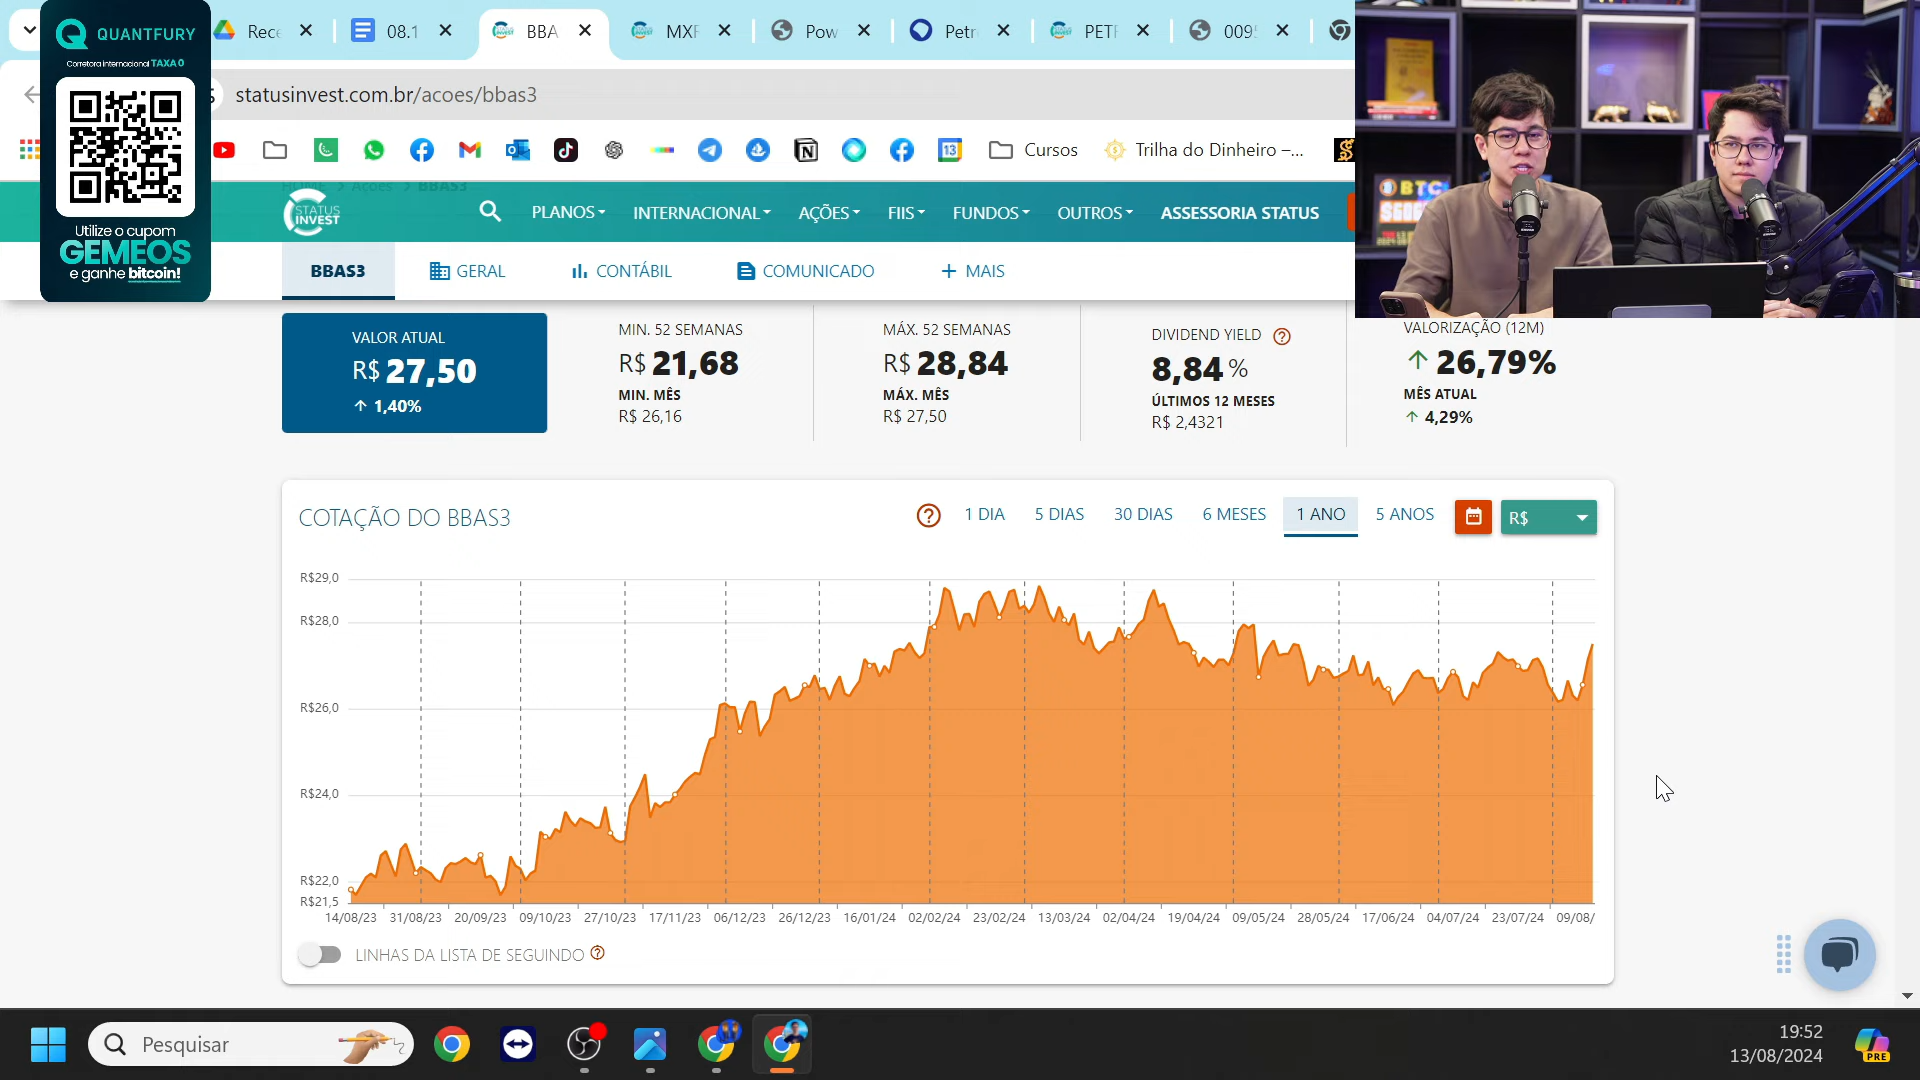 QUANTFURY
Corretora Internacional TAXA 0
Utilize o cupom
GEMEOS
e ganhe bitcoin!
Rece
08.1
BBA
MXF
Pow
Petr
PETR
009
statusinvest.com.br/acoes/bbas3
Cursos
Trilha do Dinheiro –...
HOME > Ações > BBAS3
STATUS INVEST
PLANOS
INTERNACIONAL
AÇÕES
FIIS
FUNDOS
OUTROS
ASSESSORIA STATUS
BBAS3
GERAL
CONTÁBIL
COMUNICADO
MAIS
BTC
VALOR ATUAL
R$ 27,50
1,40%
MIN. 52 SEMANAS
R$ 21,68
MIN. MÊS
R$ 26,16
MÁX. 52 SEMANAS
R$ 28,84
MÁX. MÊS
R$ 27,50
DIVIDEND YIELD
8,84 %
ÚLTIMOS 12 MESES
R$ 2,4321
VALORIZAÇÃO (12M)
26,79%
MÊS ATUAL
4,29%
COTAÇÃO DO BBAS3
1 DIA
5 DIAS
30 DIAS
6 MESES
1 ANO
5 ANOS
R$
R$29,0
R$28,0
R$26,0
R$24,0
R$22,0
R$21,5
14/08/23 31/08/23 20/09/23 09/10/23 27/10/23 17/11/23 06/12/23 26/12/23 16/01/24 02/02/24 23/02/24 13/03/24 02/04/24 19/04/24 09/05/24 28/05/24 17/06/24 04/07/24 23/07/24 09/08/
LINHAS DA LISTA DE SEGUINDO
Pesquisar
19:52
13/08/2024
PRE